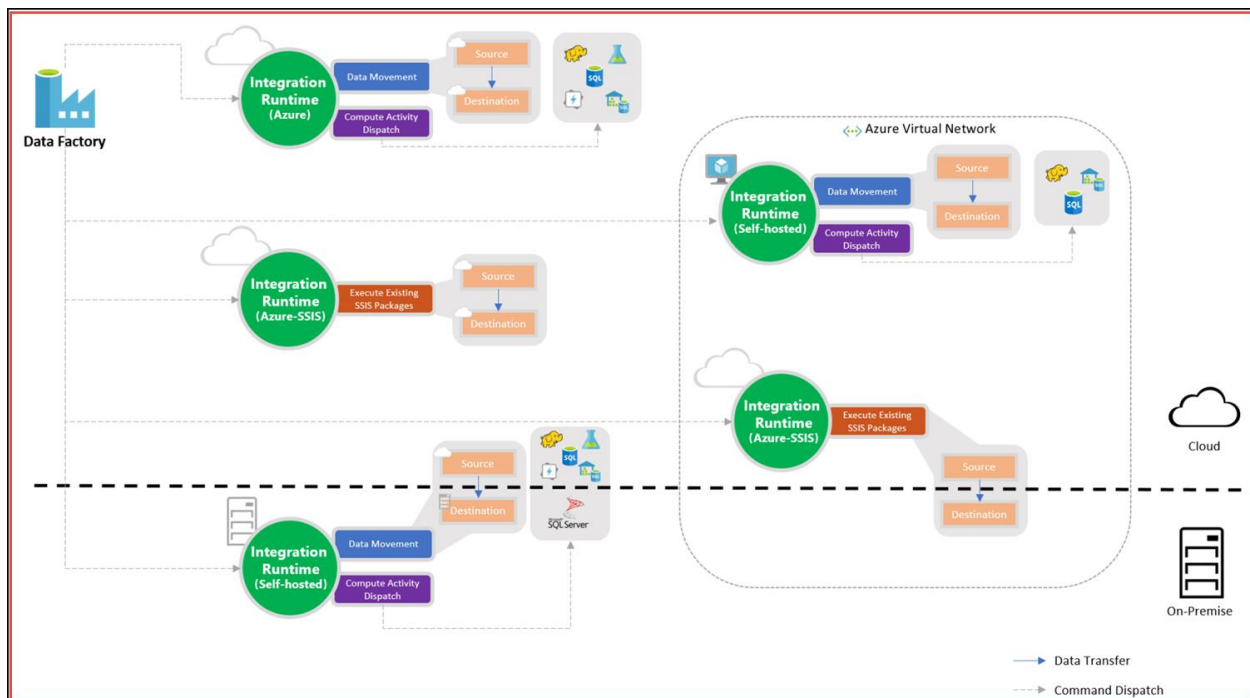 Data Factory
Integration
Runtime
(Azure)
Data Movement
Compute Activity
Dispatch
Source
Destination
SQL
Azure Virtual Network
Integration
Runtime
(Self-hosted)
Data Movement
Compute Activity
Dispatch
Source
Destination
SQL
Integration
Runtime
(Azure-SSIS)
Execute Existing
SSIS Packages
Source
Destination
Integration
Runtime
(Azure-SSIS)
Execute Existing
SSIS Packages
Source
Destination
Cloud
Integration
Runtime
(Self-hosted)
Data Movement
Compute Activity
Dispatch
Source
Destination
SQL
SQL Server
On-Premise
Data Transfer
Command Dispatch